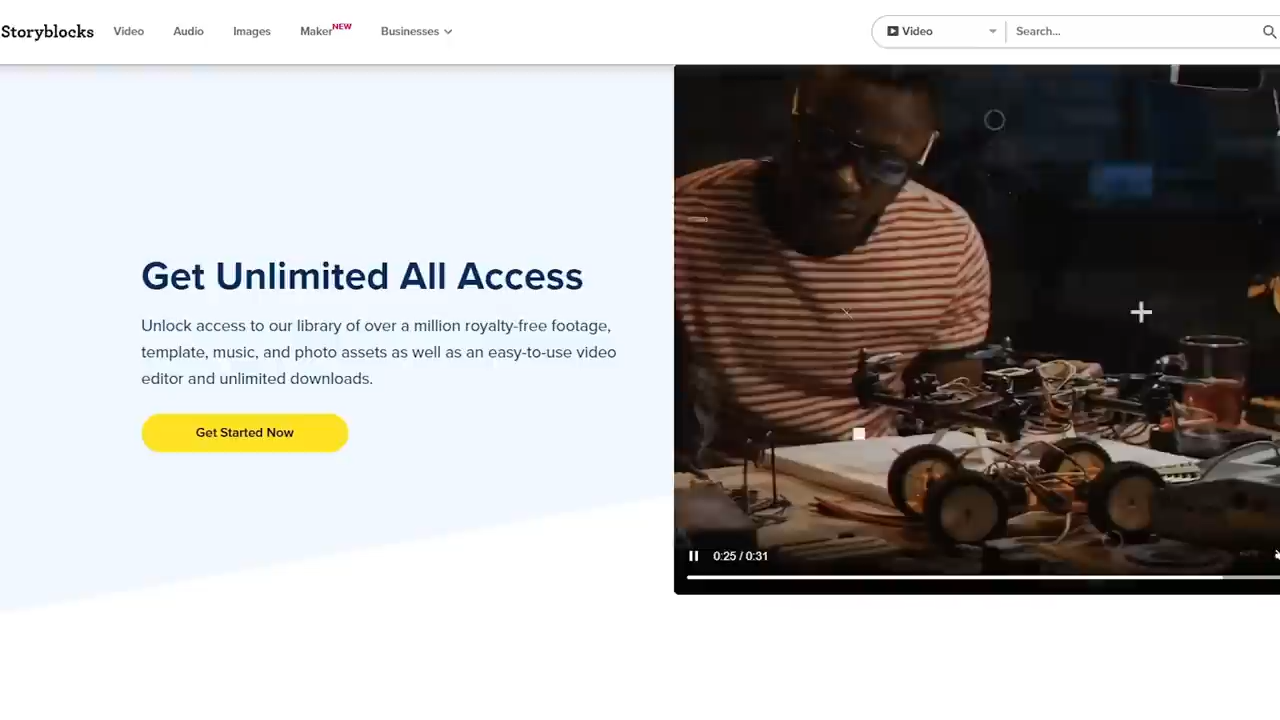 Storyblocks Video Audio Images Maker NEW Businesses Video Search...
Get Unlimited All Access
Unlock access to our library of over a million royalty-free footage,
template, music, and photo assets as well as an easy-to-use video
editor and unlimited downloads.
Get Started Now
0:25 / 0:31